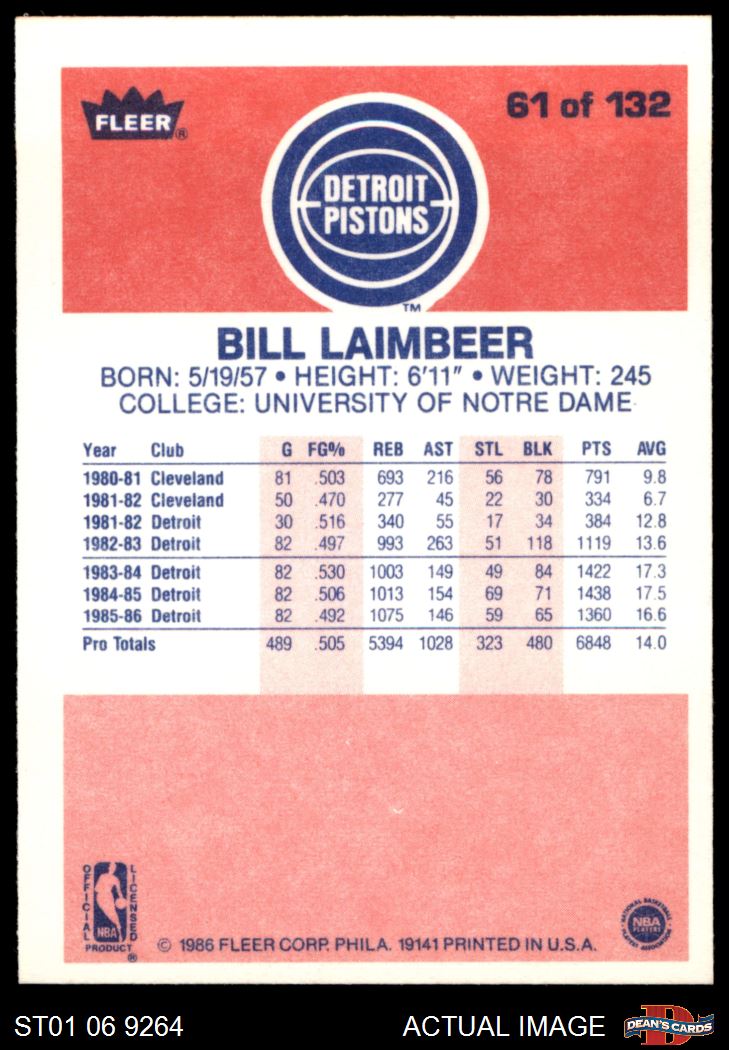 FLEER®
61 of 132
DETROIT
PISTONS
TM
BILL LAIMBEER
BORN: 5/19/57 • HEIGHT: 6'11" • WEIGHT: 245
COLLEGE: UNIVERSITY OF NOTRE DAME
Year Club G FG% REB AST STL BLK PTS AVG
1980-81 Cleveland 81 .503 693 216 56 78 791 9.8
1981-82 Cleveland 50 .470 277 45 22 30 334 6.7
1981-82 Detroit 30 .516 340 55 17 34 384 12.8
1982-83 Detroit 82 .497 993 263 51 118 1119 13.6
1983-84 Detroit 82 .530 1003 149 49 84 1422 17.3
1984-85 Detroit 82 .506 1013 154 69 71 1438 17.5
1985-86 Detroit 82 .492 1075 146 59 65 1360 16.6
Pro Totals 489 .505 5394 1028 323 480 6848 14.0
OFFICIAL
LICENSED
NBA
PRODUCT
®
© 1986 FLEER CORP. PHILA. 19141 PRINTED IN U.S.A.
NATIONAL BASKETBALL
NBA
PLAYERS
ASSOCIATION
ST01 06 9264
ACTUAL IMAGE
DEAN'S CARDS